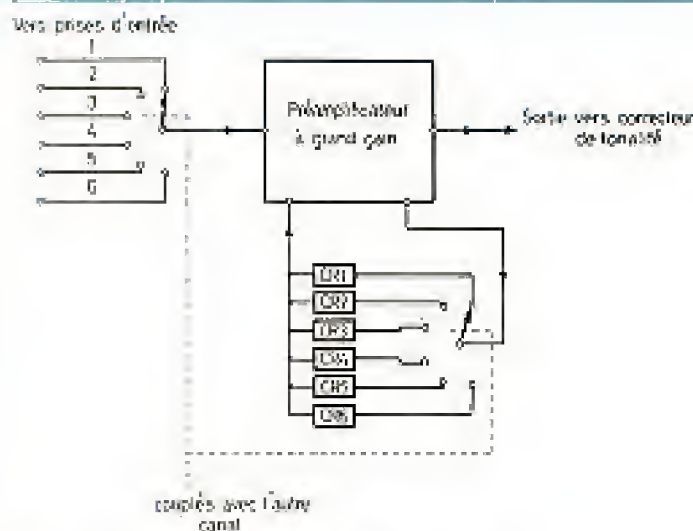 Vers prises d'entrée
1
2
3
4
5
6
Préamplificateur
à grand gain
Sortie vers correcteur
de tonalité
CR1
CR2
CR3
CR4
CR5
CR6
couplés avec l'autre
canal